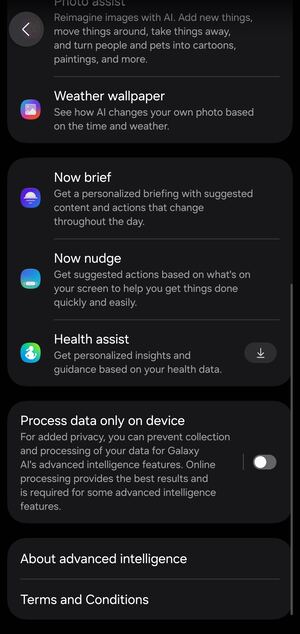 Photo assist
Reimagine images with AI. Add new things,
move things around, take things away,
and turn people and pets into cartoons,
paintings, and more.
Weather wallpaper
See how AI changes your own photo based
on the time and weather.
Now brief
Get a personalized briefing with suggested
content and actions that change
throughout the day.
Now nudge
Get suggested actions based on what's on
your screen to help you get things done
quickly and easily.
Health assist
Get personalized insights and
guidance based on your health data.
Process data only on device
For added privacy, you can prevent collection
and processing of your data for Galaxy
AI's advanced intelligence features. Online
processing provides the best results and
is required for some advanced intelligence
features.
About advanced intelligence
Terms and Conditions